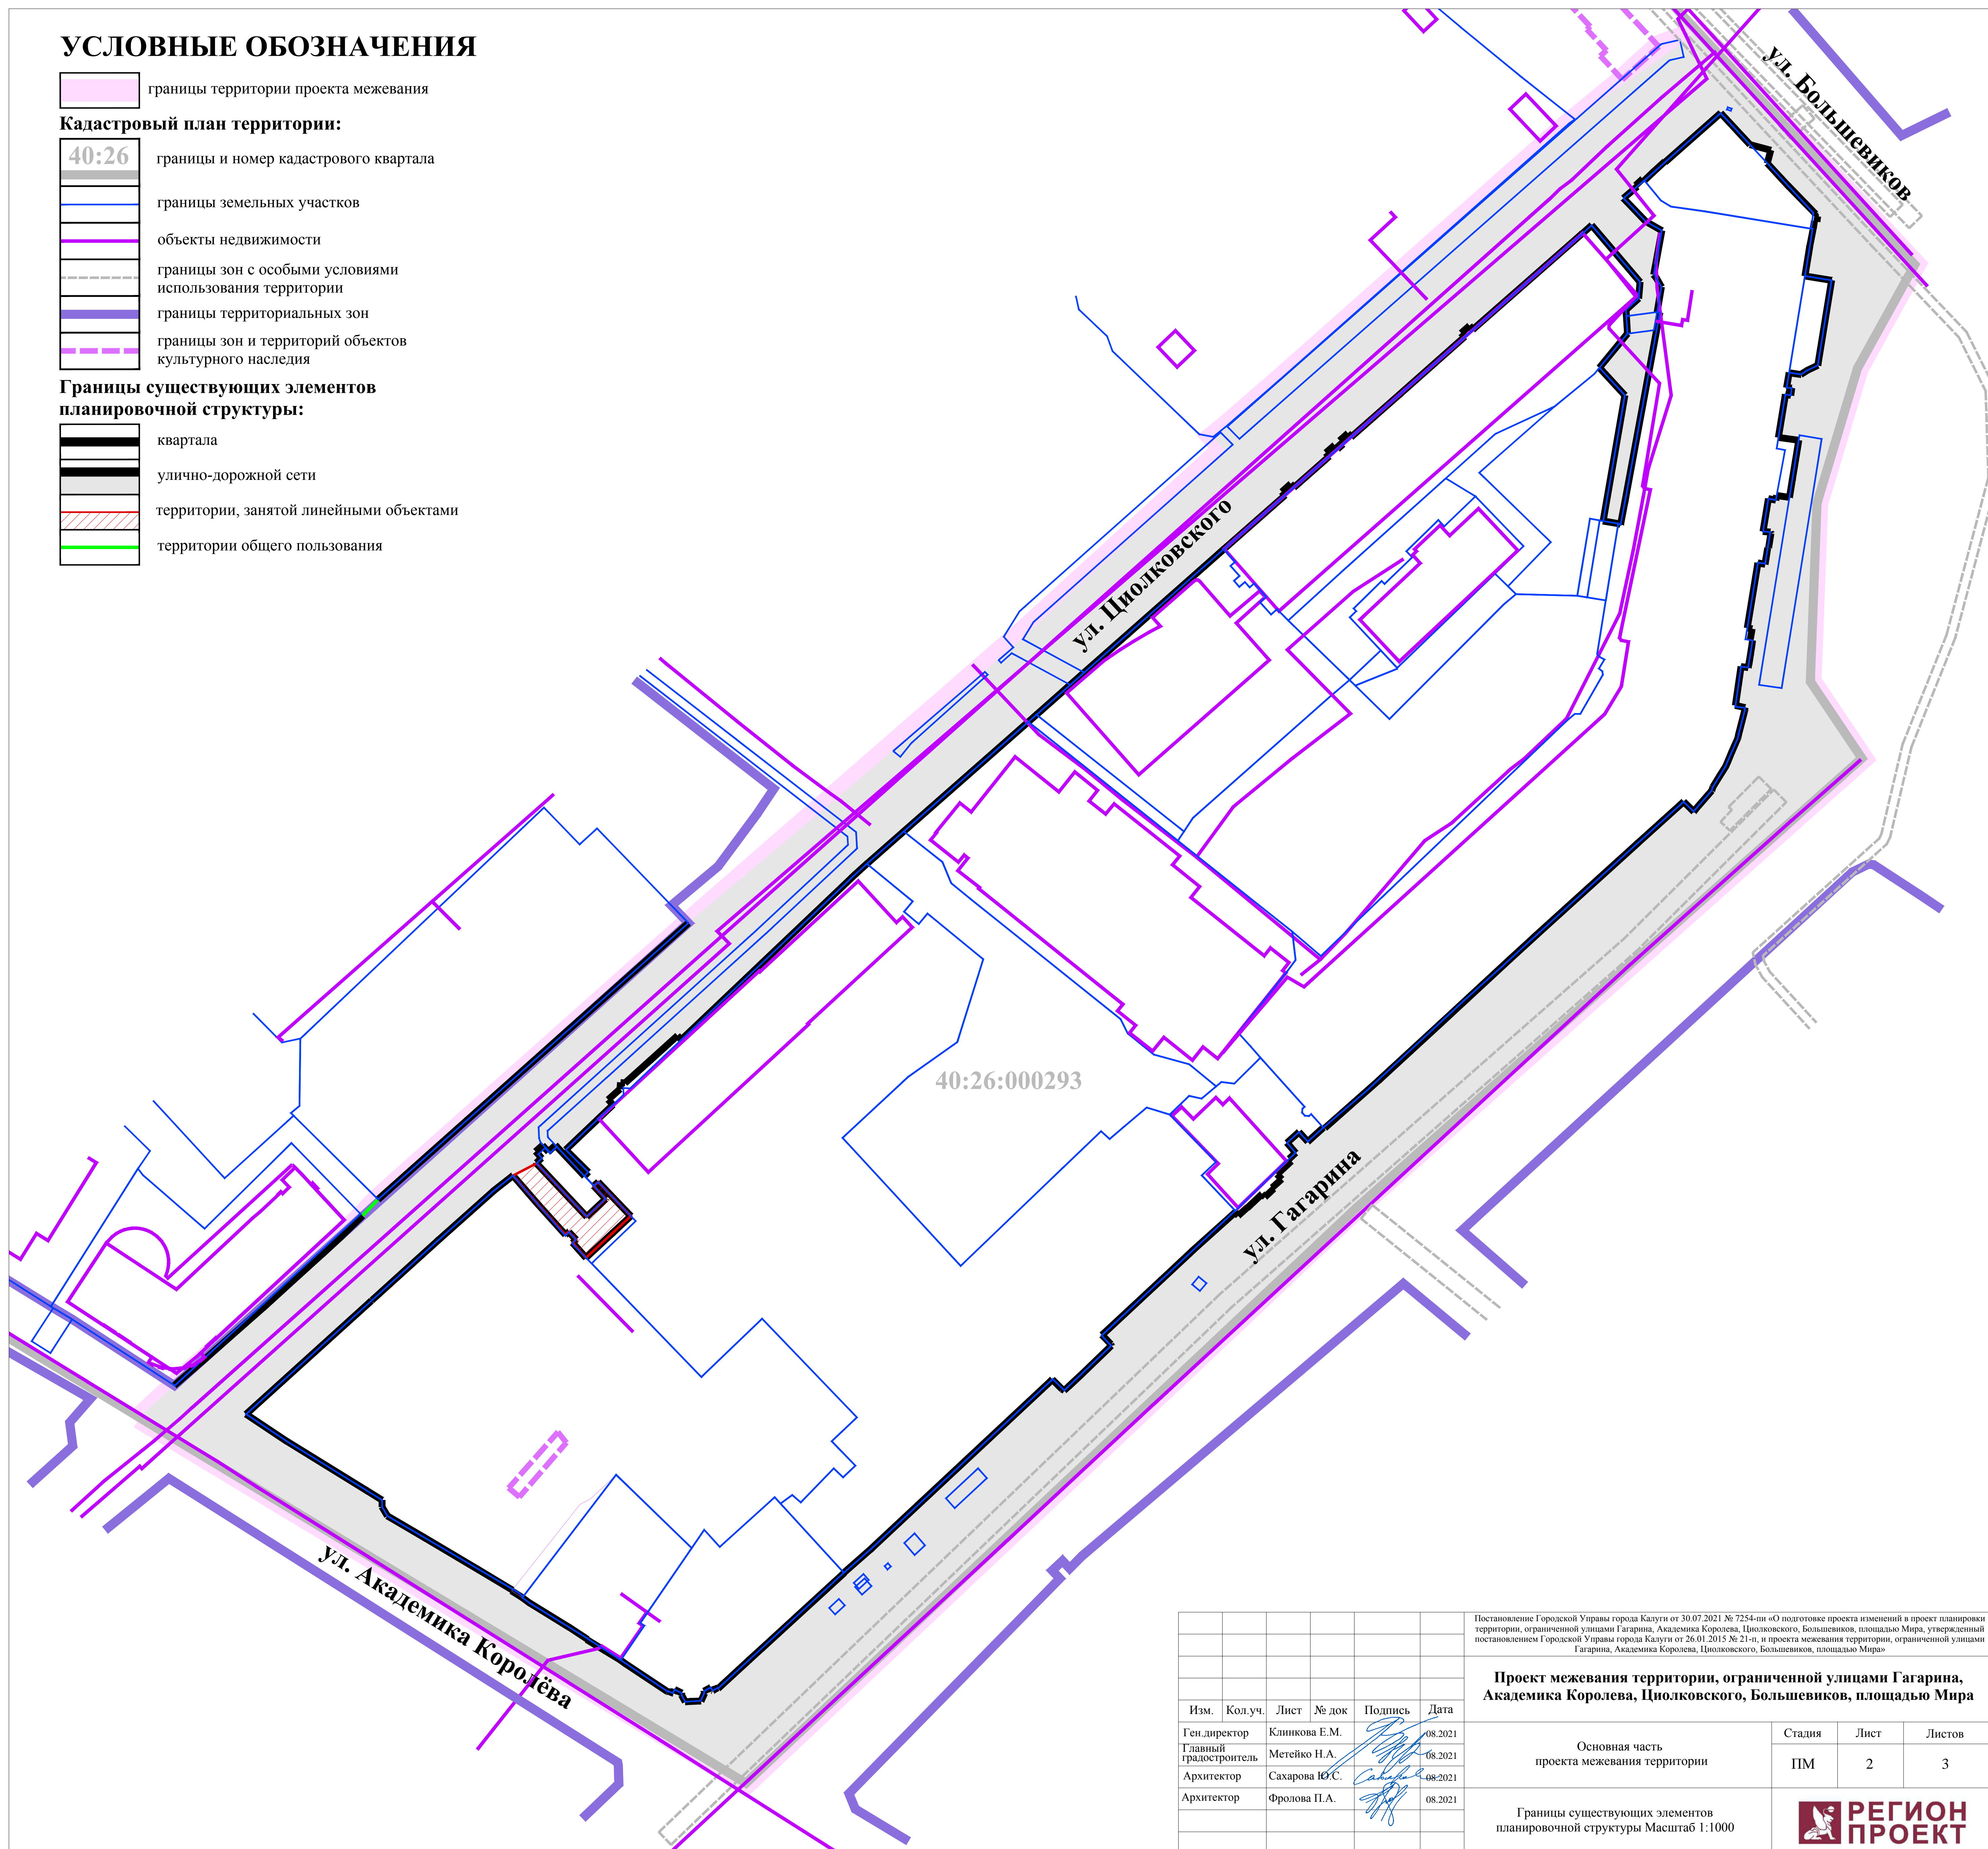 УСЛОВНЫЕ ОБОЗНАЧЕНИЯ
границы территории проекта межевания
Кадастровый план территории:
40:26
границы и номер кадастрового квартала
границы земельных участков
объекты недвижимости
границы зон с особыми условиями
использования территории
границы территориальных зон
границы зон и территорий объектов
культурного наследия
Границы существующих элементов
планировочной структуры:
квартала
улично-дорожной сети
территории, занятой линейными объектами
территории общего пользования
ул. Большевиков
ул. Циолковского
40:26:000293
ул. Гагарина
ул. Академика Королёва
Постановление Городской Управы города Калуги от 30.07.2021 № 7254-пи «О подготовке проекта изменений в проект планировки
территории, ограниченной улицами Гагарина, Академика Королева, Циолковского, Большевиков, площадью Мира, утвержденный
постановлением Городской Управы города Калуги от 26.01.2015 № 21-п, и проекта межевания территории, ограниченной улицами
Гагарина, Академика Королева, Циолковского, Большевиков, площадью Мира»
Проект межевания территории, ограниченной улицами Гагарина,
Академика Королева, Циолковского, Большевиков, площадью Мира
Изм. Кол.уч. Лист № док Подпись Дата
Ген.директор Клинкова Е.М. 08.2021
Главный
градостроитель Метейко Н.А. 08.2021
Архитектор Сахарова Ю.С. 08.2021
Архитектор Фролова П.А. 08.2021
Основная часть
проекта межевания территории
Стадия Лист Листов
ПМ 2 3
Границы существующих элементов
планировочной структуры Масштаб 1:1000
РЕГИОН
ПРОЕКТ